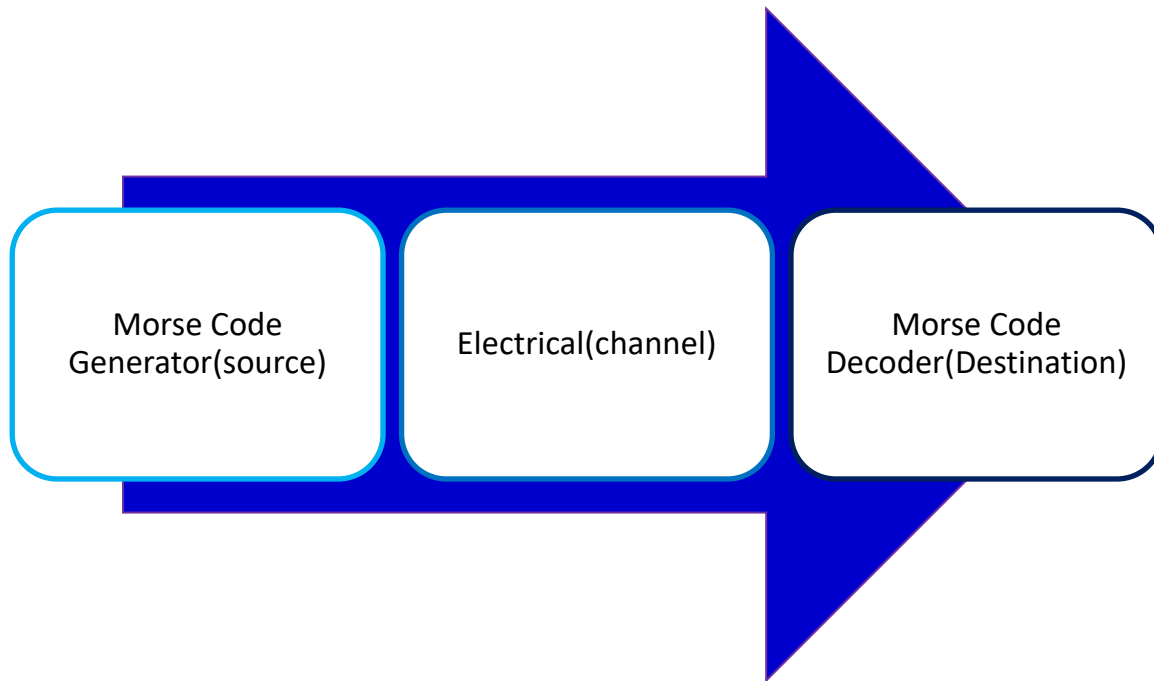 Morse Code
Generator(source)
Electrical(channel)
Morse Code
Decoder(Destination)